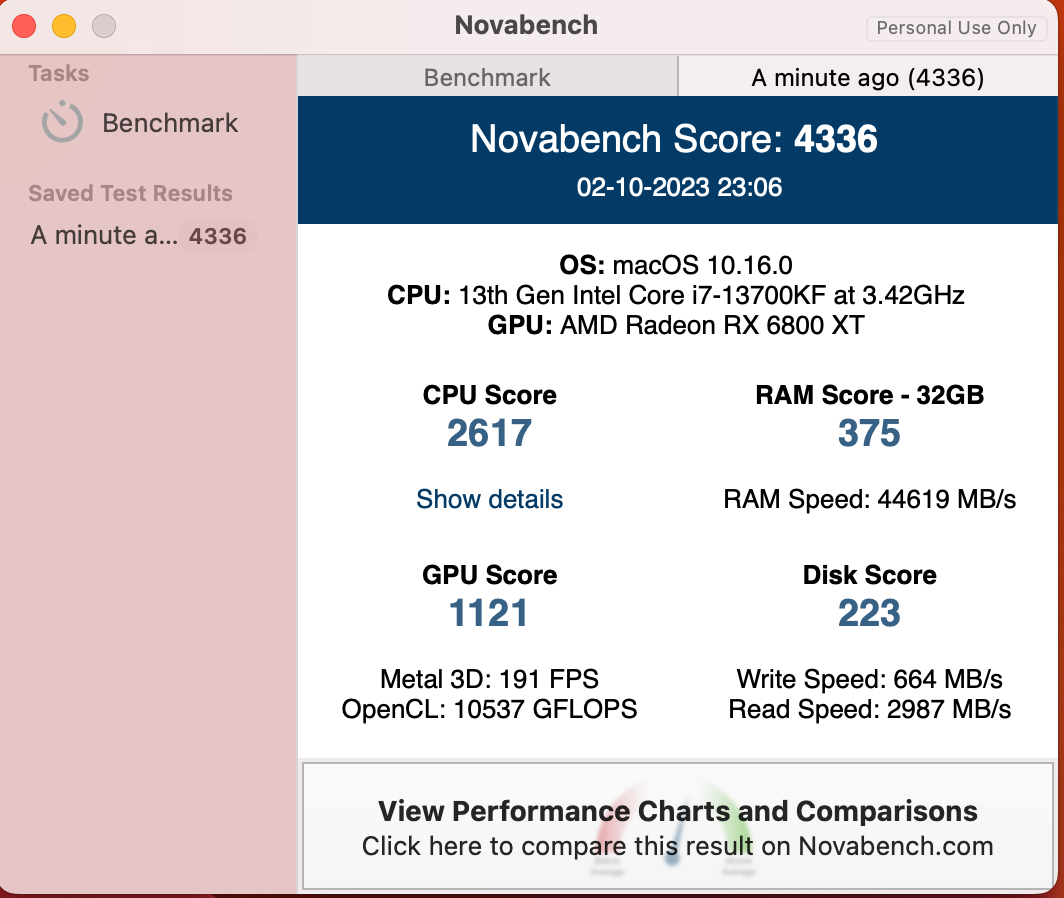 Novabench
Personal Use Only
Tasks
Benchmark
Saved Test Results
A minute a... 4336
Benchmark
A minute ago (4336)
Novabench Score: 4336
02-10-2023 23:06
OS: macOS 10.16.0
CPU: 13th Gen Intel Core i7-13700KF at 3.42GHz
GPU: AMD Radeon RX 6800 XT
CPU Score
2617
Show details
RAM Score - 32GB
375
RAM Speed: 44619 MB/s
GPU Score
1121
Metal 3D: 191 FPS
OpenCL: 10537 GFLOPS
Disk Score
223
Write Speed: 664 MB/s
Read Speed: 2987 MB/s
View Performance Charts and Comparisons
Click here to compare this result on Novabench.com